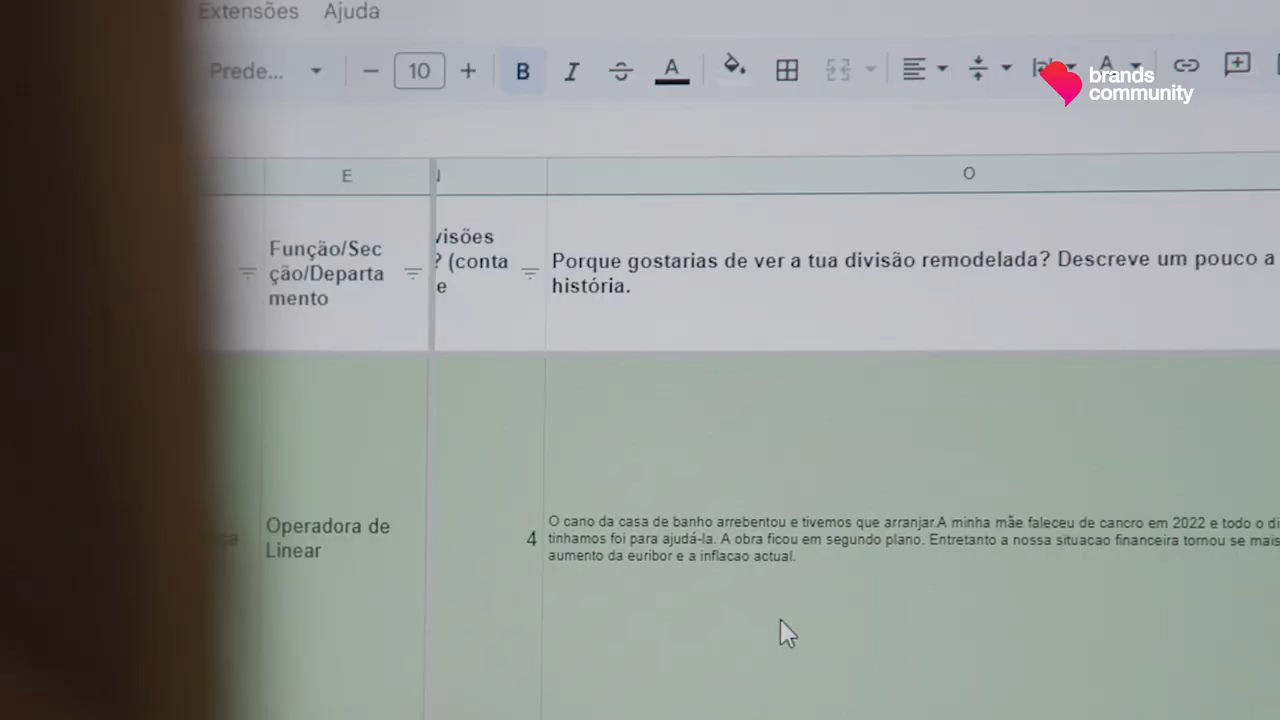 Extensões Ajuda
Prede... 10 B I S A A
brands
community
E O
Função/Sec
ção/Departa
mento
visões
? (conta
e
Porque gostarias de ver a tua divisão remodelada? Descreve um pouco a
história.
Operadora de
Linear
4
O cano da casa de banho arrebentou e tivemos que arranjar.A minha mãe faleceu de cancro em 2022 e todo o di
tínhamos foi para ajudá-la. A obra ficou em segundo plano. Entretanto a nossa situacao financeira tornou se mais
aumento da euribor e a inflacao actual.